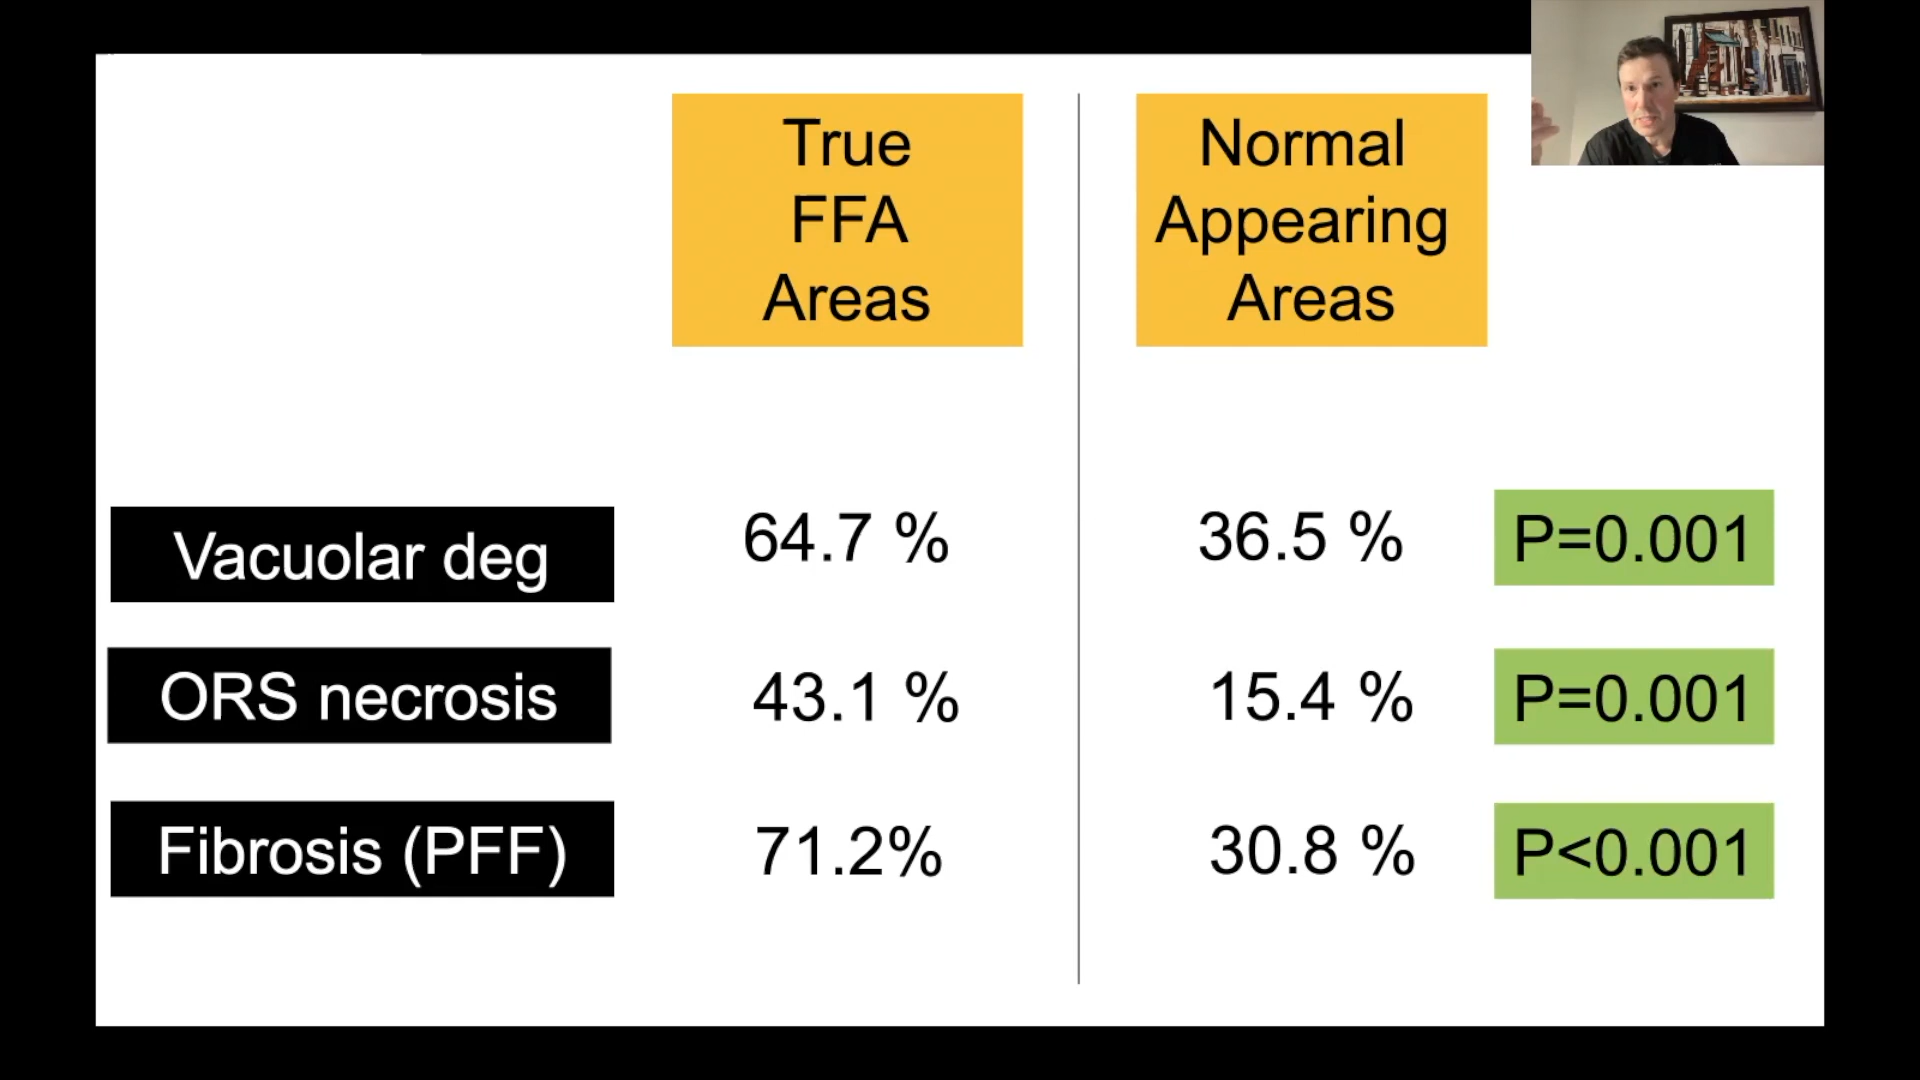 True
FFA
Areas
Normal
Appearing
Areas
Vacuolar deg
64.7 %
36.5 %
P=0.001
ORS necrosis
43.1 %
15.4 %
P=0.001
Fibrosis (PFF)
71.2%
30.8 %
P<0.001